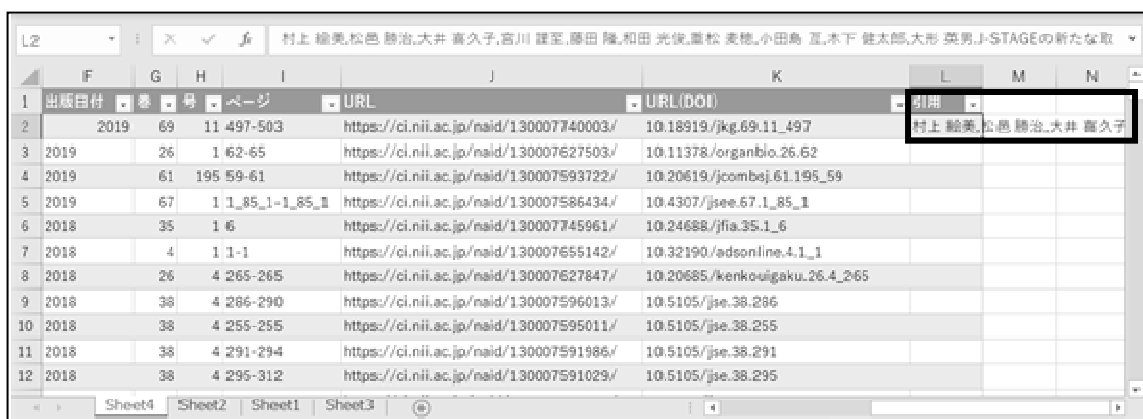 L2 fx 村上 絵美,松邑 勝治,大井 喜久子,宮川 謹至,藤田 隆,和田 光俊,重松 麦穂,小田島 亙,木下 健太郎,大形 英男,J-STAGEの新たな取
F G H I J K L M N
1 出版日付 巻 号 ページ URL URL(DOI) 引用
2 2019 69 11 497-503 https://ci.nii.ac.jp/naid/130007740003/ 10.18919/jkg.69.11_497 村上 絵美,松邑 勝治,大井 喜久子
3 2019 26 1 62-65 https://ci.nii.ac.jp/naid/130007627503/ 10.11378/organbio.26.62
4 2019 61 195 59-61 https://ci.nii.ac.jp/naid/130007593722/ 10.20619/jcombsj.61.195_59
5 2019 67 1 1_85_1-1_85_1 https://ci.nii.ac.jp/naid/130007586434/ 10.4307/jsee.67.1_85_1
6 2018 35 1 6 https://ci.nii.ac.jp/naid/130007745961/ 10.24688/jfia.35.1_6
7 2018 4 1 1-1 https://ci.nii.ac.jp/naid/130007655142/ 10.32190/adsonline.4.1_1
8 2018 26 4 265-265 https://ci.nii.ac.jp/naid/130007627847/ 10.20685/kenkouigaku.26.4_265
9 2018 38 4 286-290 https://ci.nii.ac.jp/naid/130007596013/ 10.5105/jse.38.286
10 2018 38 4 255-255 https://ci.nii.ac.jp/naid/130007595011/ 10.5105/jse.38.255
11 2018 38 4 291-294 https://ci.nii.ac.jp/naid/130007591986/ 10.5105/jse.38.291
12 2018 38 4 295-312 https://ci.nii.ac.jp/naid/130007591029/ 10.5105/jse.38.295
Sheet4 Sheet2 Sheet1 Sheet3